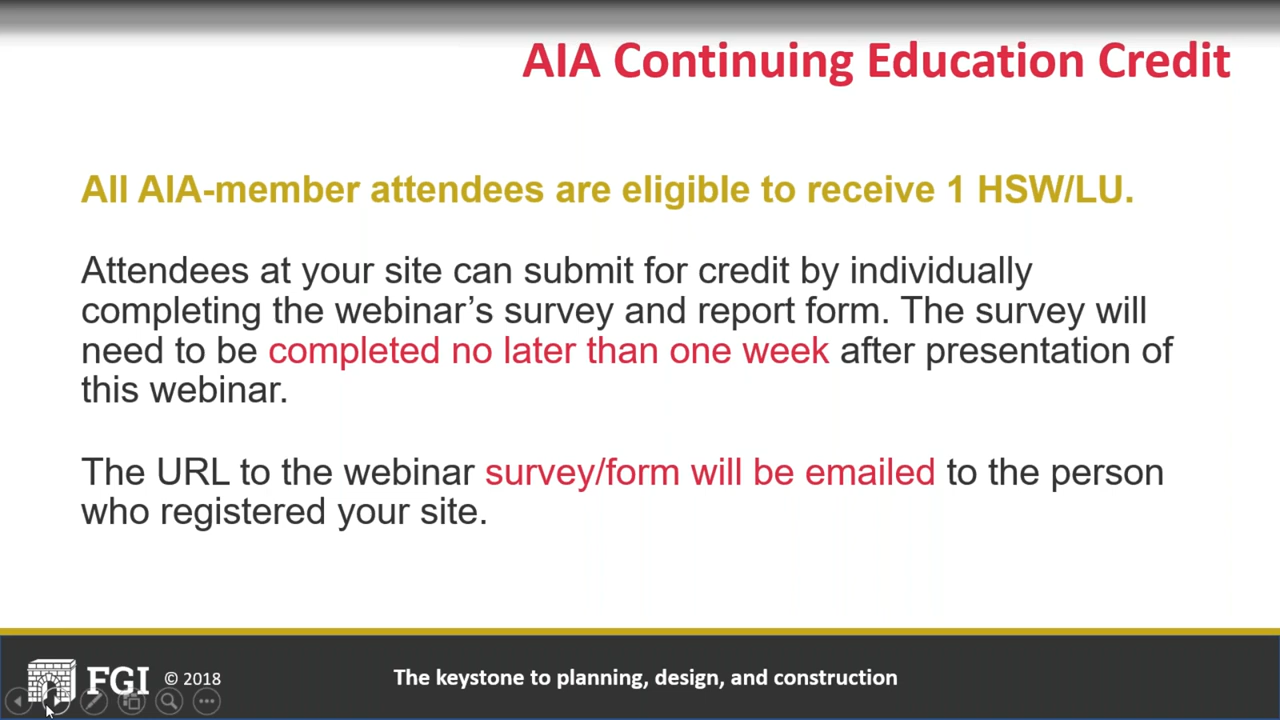 AIA Continuing Education Credit
All AIA-member attendees are eligible to receive 1 HSW/LU.
Attendees at your site can submit for credit by individually
completing the webinar’s survey and report form. The survey will
need to be completed no later than one week after presentation of
this webinar.
The URL to the webinar survey/form will be emailed to the person
who registered your site.
FGI © 2018
The keystone to planning, design, and construction